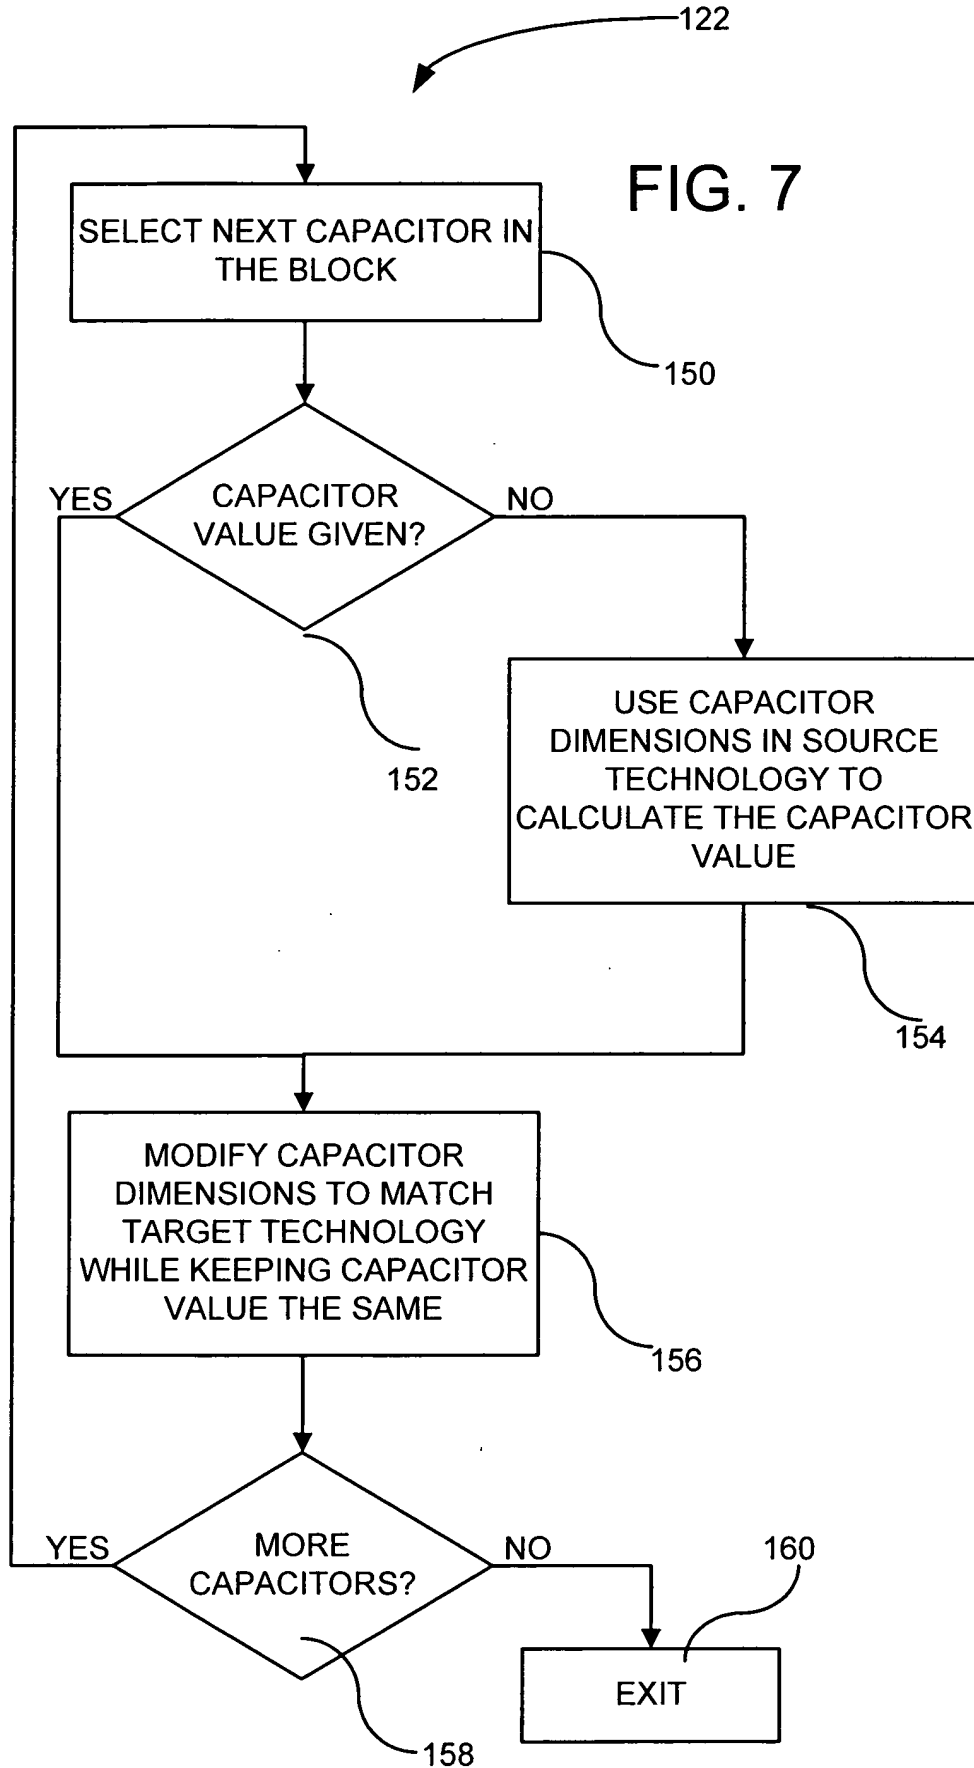 122
FIG. 7
SELECT NEXT CAPACITOR IN
THE BLOCK
150
YES
CAPACITOR
VALUE GIVEN?
NO
152
USE CAPACITOR
DIMENSIONS IN SOURCE
TECHNOLOGY TO
CALCULATE THE CAPACITOR
VALUE
154
MODIFY CAPACITOR
DIMENSIONS TO MATCH
TARGET TECHNOLOGY
WHILE KEEPING CAPACITOR
VALUE THE SAME
156
YES
MORE
CAPACITORS?
NO
160
EXIT
158